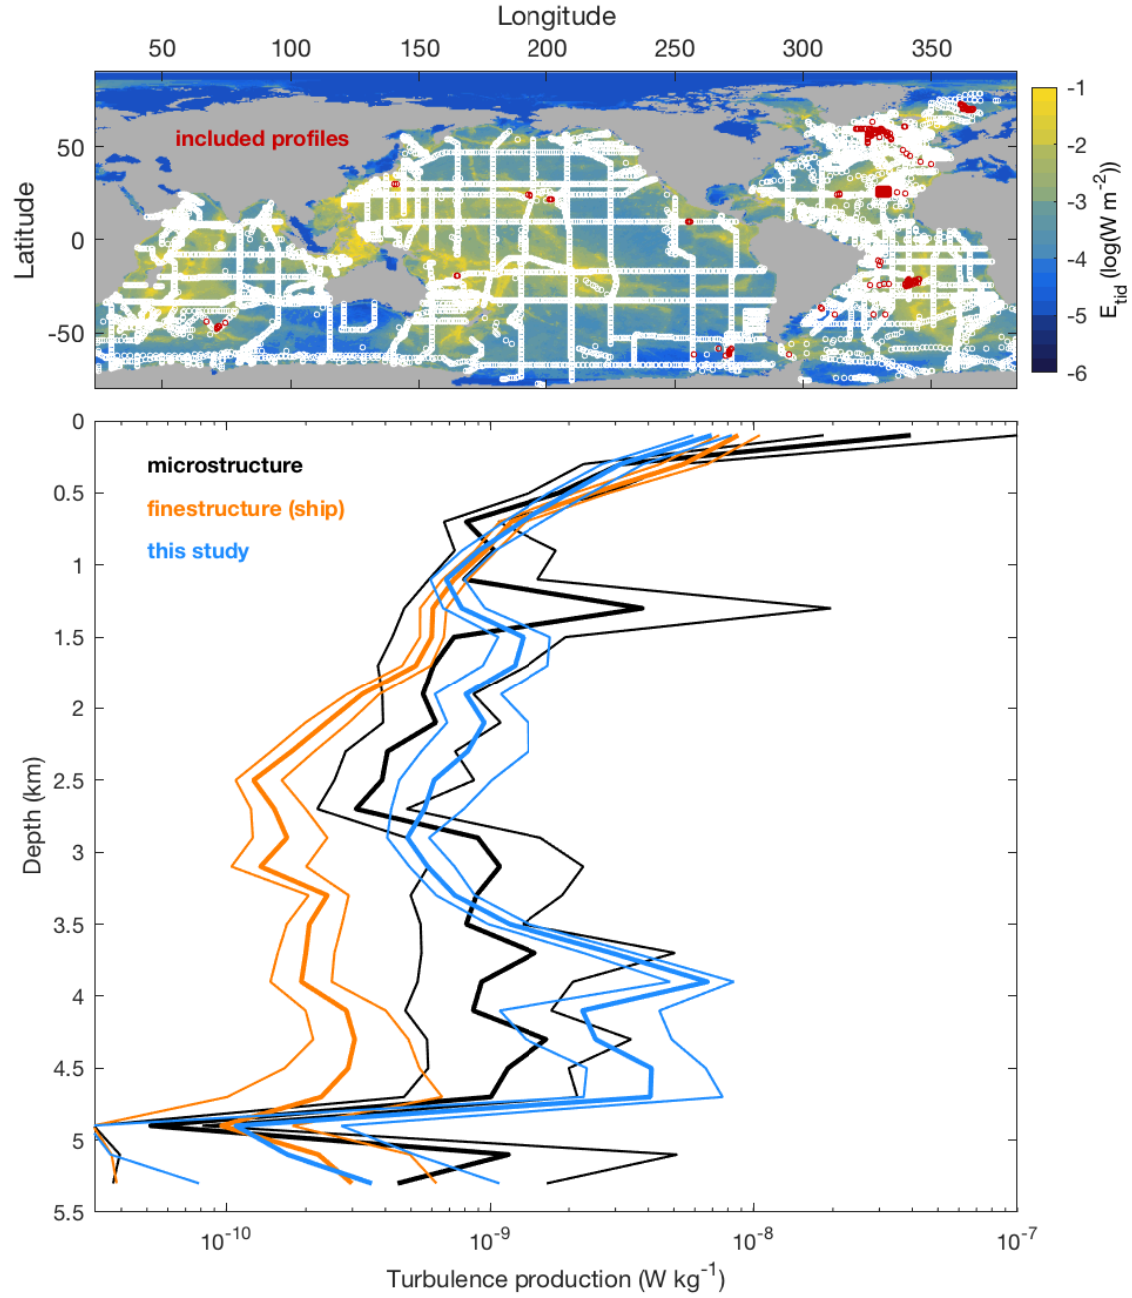 Longitude
50 100 150 200 250 300 350
Latitude
50
0
-50
included profiles
-1
-2
-3
-4
-5
-6
E_tid (log(W m^-2))
0
0.5
1
1.5
2
2.5
3
3.5
4
4.5
5
5.5
Depth (km)
microstructure
finestructure (ship)
this study
10^-10 10^-9 10^-8 10^-7
Turbulence production (W kg^-1)